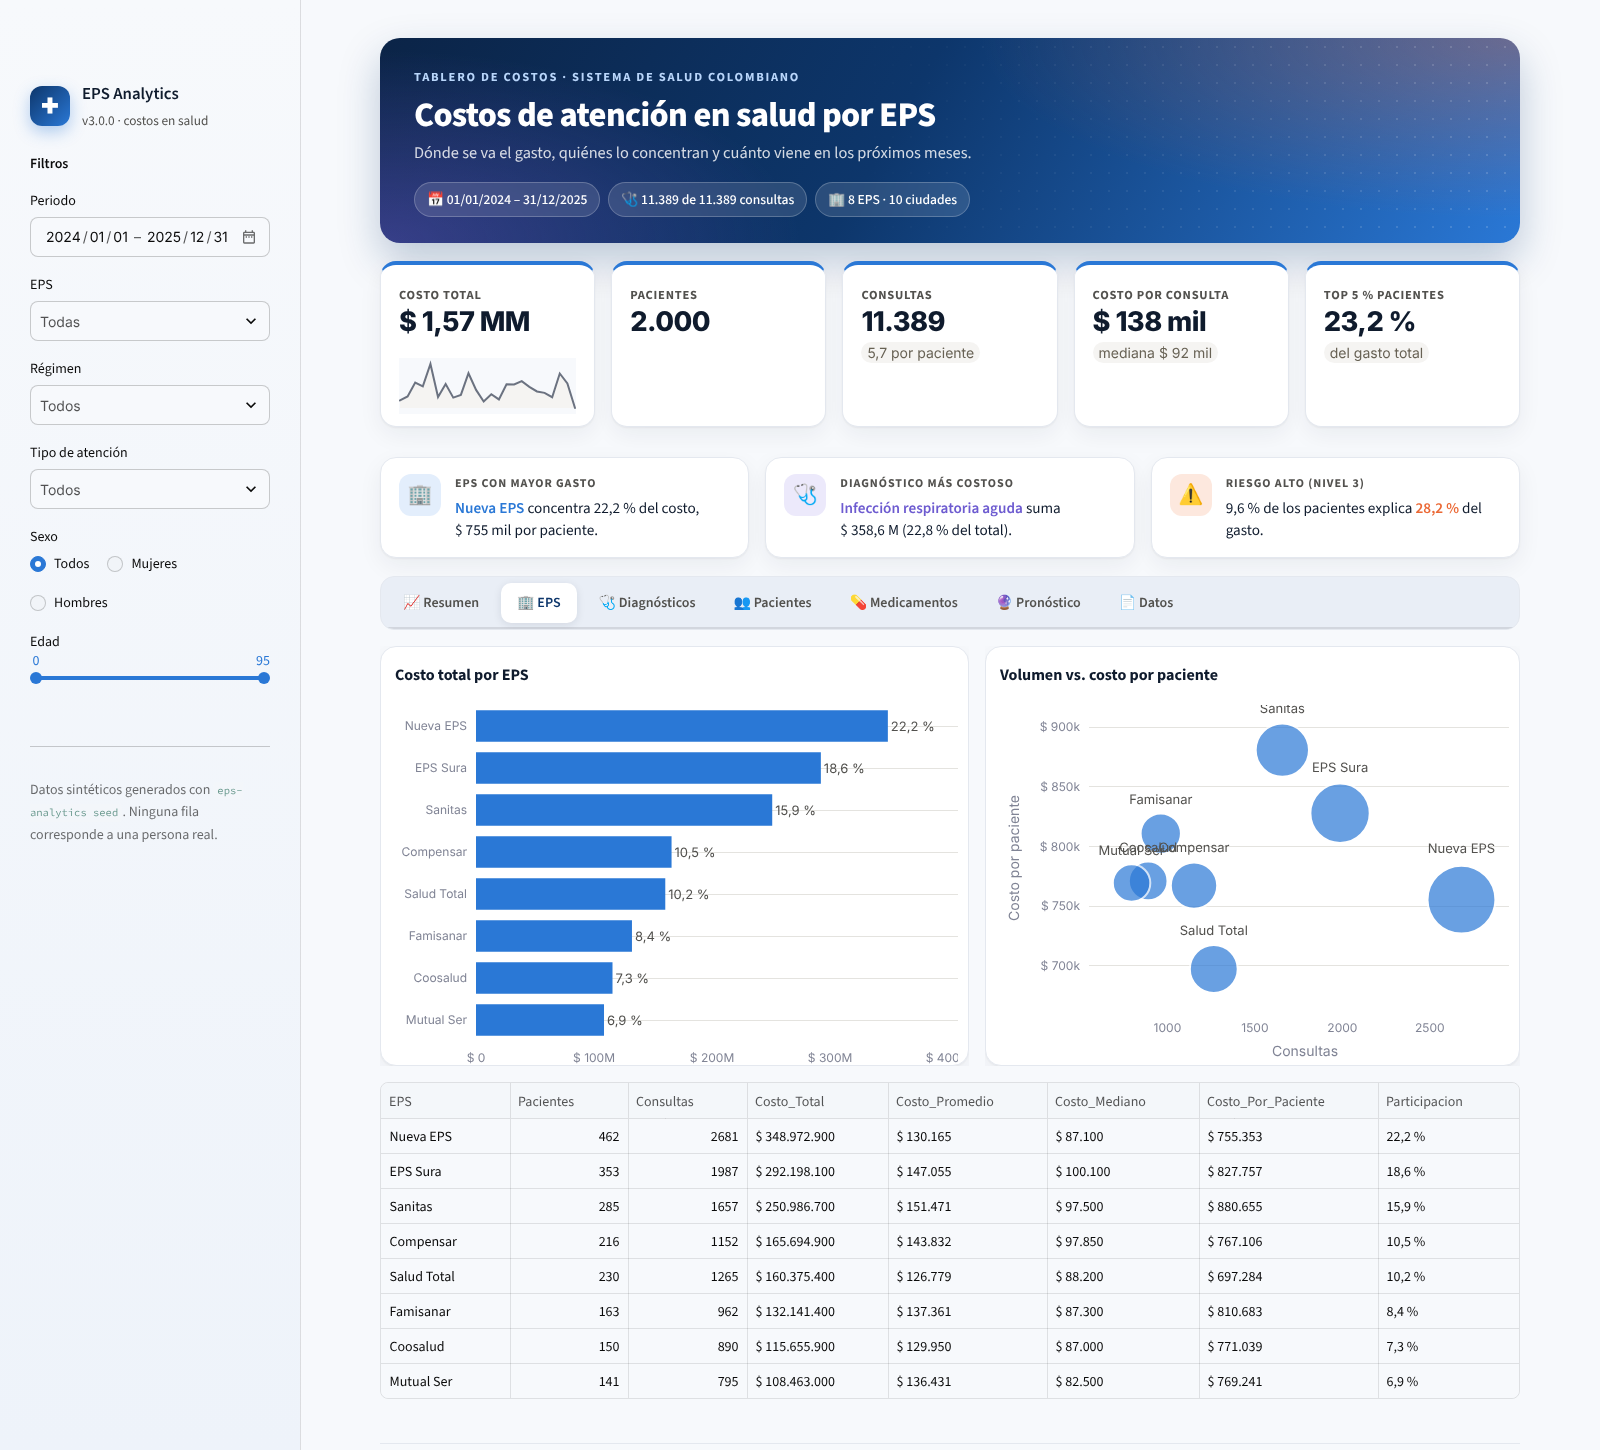 EPS Analytics
v3.0.0 · costos en salud
Filtros
Periodo
2024/01/01 – 2025/12/31
EPS
Todas
Régimen
Todos
Tipo de atención
Todos
Sexo
Todos
Mujeres
Hombres
Edad
0
95
Datos sintéticos generados con eps-
analytics seed . Ninguna fila
corresponde a una persona real.
TABLERO DE COSTOS · SISTEMA DE SALUD COLOMBIANO
Costos de atención en salud por EPS
Dónde se va el gasto, quiénes lo concentran y cuánto viene en los próximos meses.
01/01/2024 – 31/12/2025
11.389 de 11.389 consultas
8 EPS · 10 ciudades
COSTO TOTAL
$ 1,57 MM
PACIENTES
2.000
CONSULTAS
11.389
5,7 por paciente
COSTO POR CONSULTA
$ 138 mil
mediana $ 92 mil
TOP 5 % PACIENTES
23,2 %
del gasto total
EPS CON MAYOR GASTO
Nueva EPS concentra 22,2 % del costo,
$ 755 mil por paciente.
DIAGNÓSTICO MÁS COSTOSO
Infección respiratoria aguda suma
$ 358,6 M (22,8 % del total).
RIESGO ALTO (NIVEL 3)
9,6 % de los pacientes explica 28,2 % del
gasto.
Resumen
EPS
Diagnósticos
Pacientes
Medicamentos
Pronóstico
Datos
Costo total por EPS
Nueva EPS
22,2 %
EPS Sura
18,6 %
Sanitas
15,9 %
Compensar
10,5 %
Salud Total
10,2 %
Famisanar
8,4 %
Coosalud
7,3 %
Mutual Ser
6,9 %
$ 0
$ 100M
$ 200M
$ 300M
$ 400
Volumen vs. costo por paciente
Costo por paciente
$ 900k
$ 850k
$ 800k
$ 750k
$ 700k
Sanitas
EPS Sura
Famisanar
Mutual Ser
Coosalud
Compensar
Nueva EPS
Salud Total
1000
1500
2000
2500
Consultas
EPS Pacientes Consultas Costo_Total Costo_Promedio Costo_Mediano Costo_Por_Paciente Participacion
Nueva EPS 462 2681 $ 348.972.900 $ 130.165 $ 87.100 $ 755.353 22,2 %
EPS Sura 353 1987 $ 292.198.100 $ 147.055 $ 100.100 $ 827.757 18,6 %
Sanitas 285 1657 $ 250.986.700 $ 151.471 $ 97.500 $ 880.655 15,9 %
Compensar 216 1152 $ 165.694.900 $ 143.832 $ 97.850 $ 767.106 10,5 %
Salud Total 230 1265 $ 160.375.400 $ 126.779 $ 88.200 $ 697.284 10,2 %
Famisanar 163 962 $ 132.141.400 $ 137.361 $ 87.300 $ 810.683 8,4 %
Coosalud 150 890 $ 115.655.900 $ 129.950 $ 87.000 $ 771.039 7,3 %
Mutual Ser 141 795 $ 108.463.000 $ 136.431 $ 82.500 $ 769.241 6,9 %